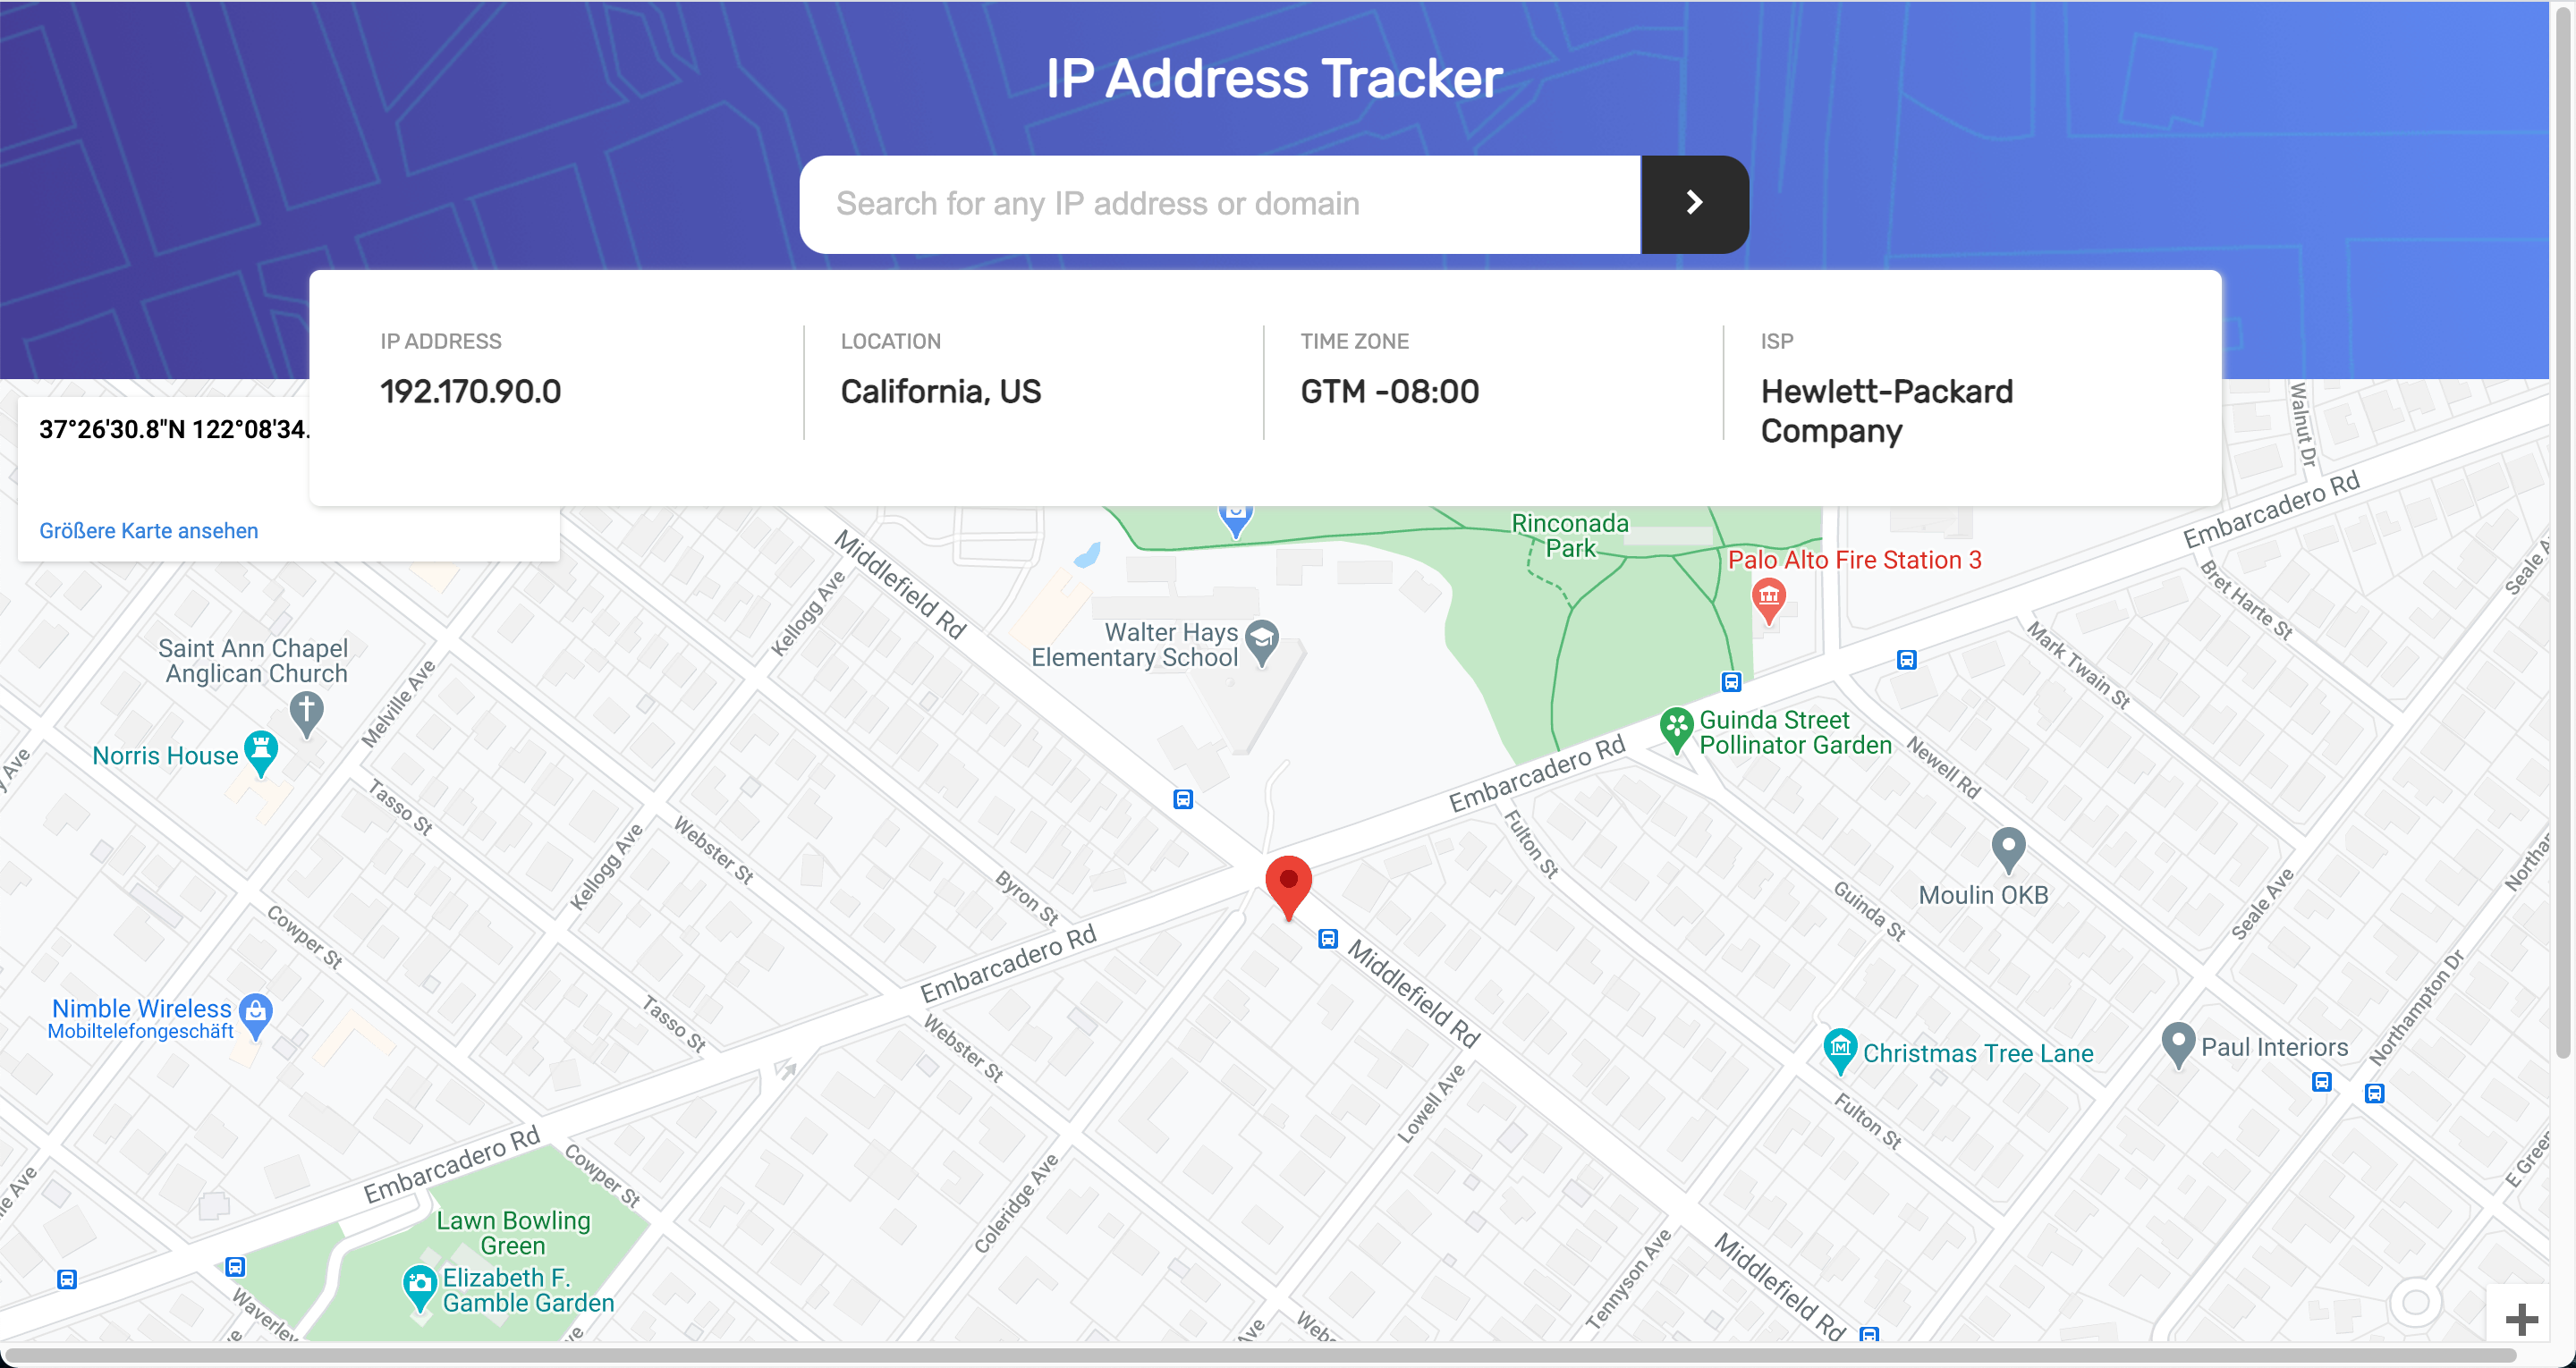 IP Address Tracker
Search for any IP address or domain
IP ADDRESS
192.170.90.0
LOCATION
California, US
TIME ZONE
GTM -08:00
ISP
Hewlett-Packard
Company
37°26'30.8"N 122°08'34.
Größere Karte ansehen
Walnut Dr
Embarcadero Rd
Middlefield Rd
Rinconada
Park
Palo Alto Fire Station 3
Bret Harte St
Seale A
Kellogg Ave
Walter Hays
Elementary School
Mark Twain St
Saint Ann Chapel
Anglican Church
Melville Ave
Norris House
Guinda Street
Pollinator Garden
Newell Rd
Embarcadero Rd
y Ave
Tasso St
Webster St
Kellogg Ave
Fulton St
Byron St
Moulin OKB
Guinda St
Seale Ave
Northa
Cowper St
Embarcadero Rd
Middlefield Rd
Nimble Wireless
Mobiltelefongeschäft
Tasso St
Webster St
Christmas Tree Lane
Paul Interiors
Northampton Dr
Lowell Ave
Fulton St
Embarcadero Rd
Cowper St
Coleridge Ave
E Gree
le Ave
Lawn Bowling
Green
Elizabeth F.
Gamble Garden
Tennyson Ave
Middlefield Rd
Waverley
Webs
Ave